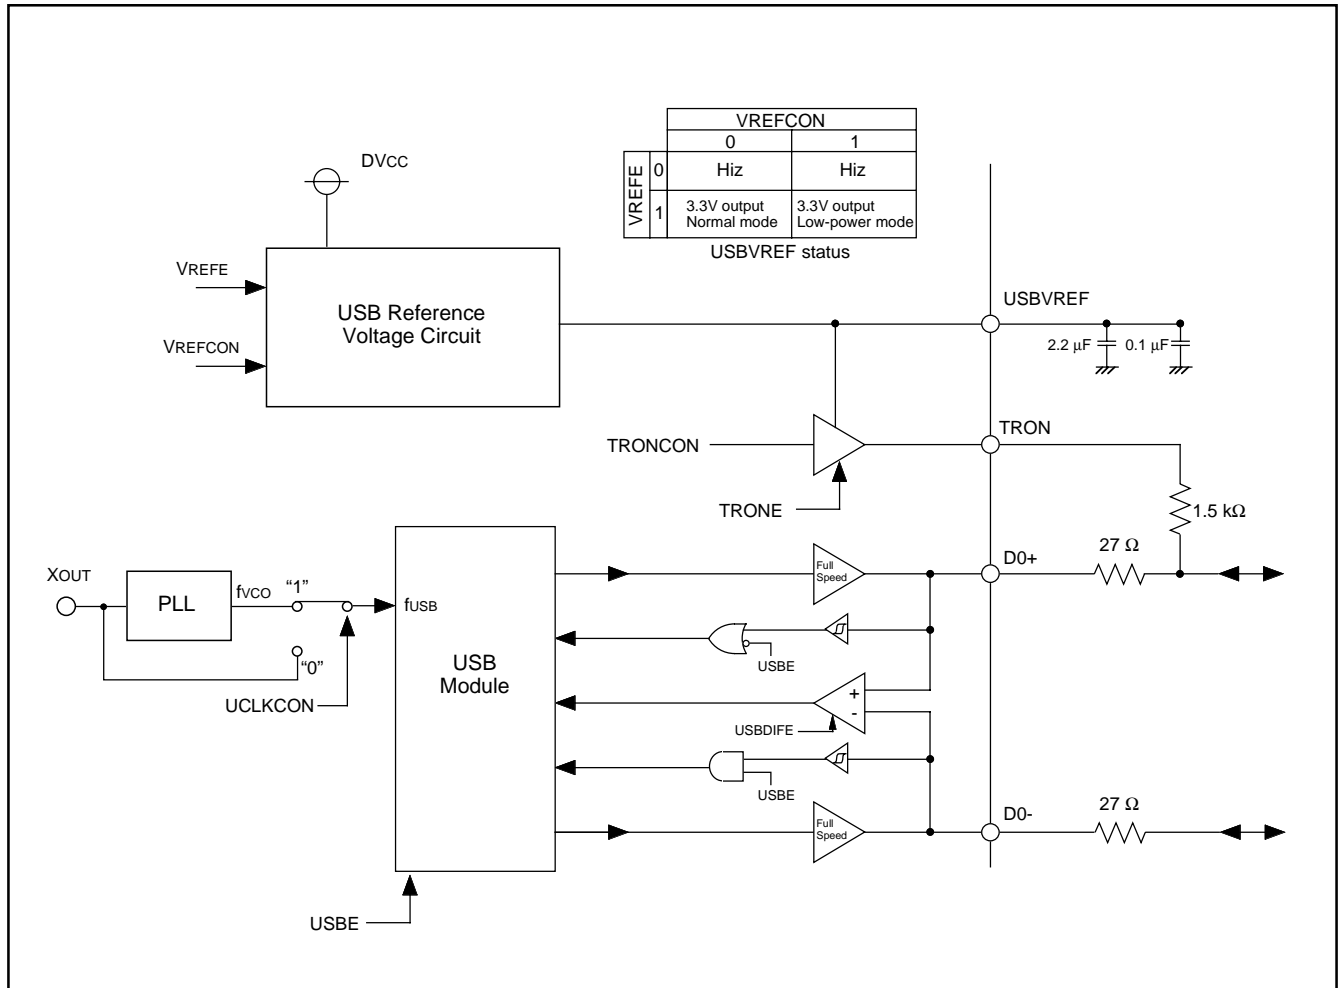 VREFCON
0 1
VREFE
0 Hiz Hiz
1 3.3V output 3.3V output
Normal mode Low-power mode
USBVREF status
DVCC
VREFE
VREFCON
USB Reference
Voltage Circuit
USBVREF
2.2 μF 0.1 μF
TRONCON
TRON
TRONE
1.5 kΩ
XOUT
PLL
fVCO
“1”
“0”
UCLKCON
fUSB
USB
Module
USBE
Full
Speed
D0+
27 Ω
USBE
+
-
USBDIFE
USBE
Full
Speed
D0-
27 Ω